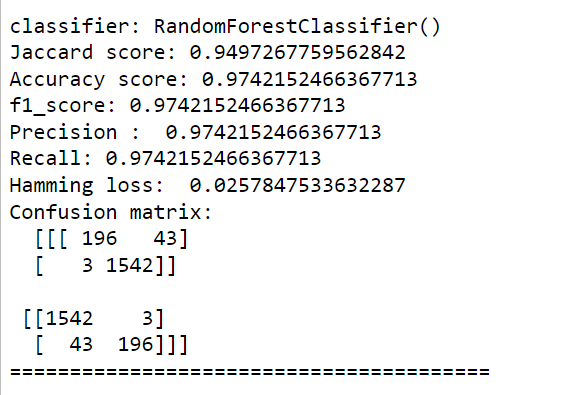 classifier: RandomForestClassifier()
Jaccard score: 0.9497267759562842
Accuracy score: 0.9742152466367713
f1_score: 0.9742152466367713
Precision :  0.9742152466367713
Recall: 0.9742152466367713
Hamming loss:  0.0257847533632287
Confusion matrix:
  [[[ 196   43]
  [   3 1542]]

 [[1542    3]
  [  43  196]]]
========================================